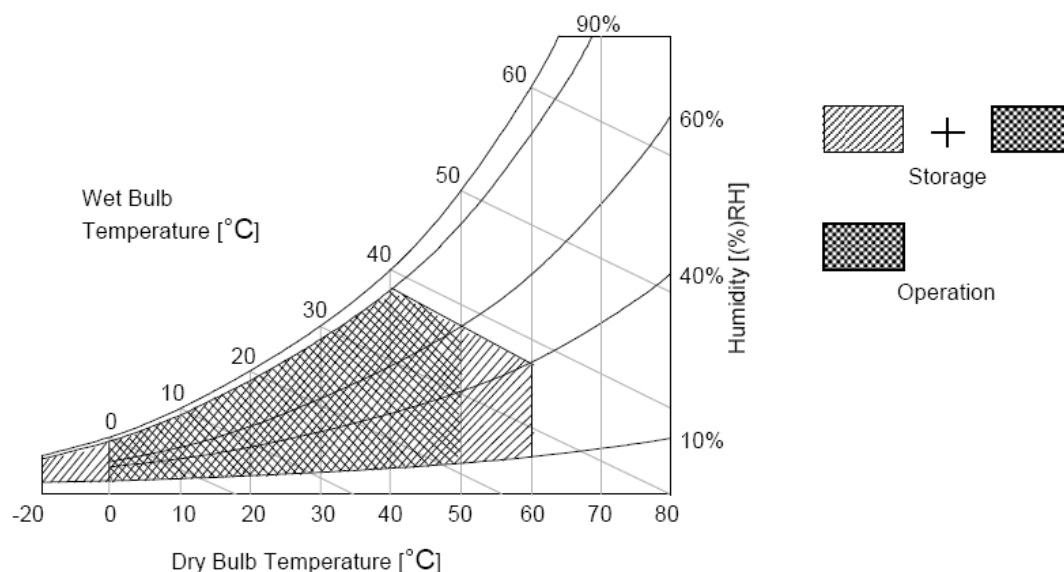 90%
60
60%
50
Wet Bulb
Temperature [°C]
Storage
40
40%
Humidity [(%)RH]
Operation
30
20
10
0
10%
-20 0 10 20 30 40 50 60 70 80
Dry Bulb Temperature [°C]